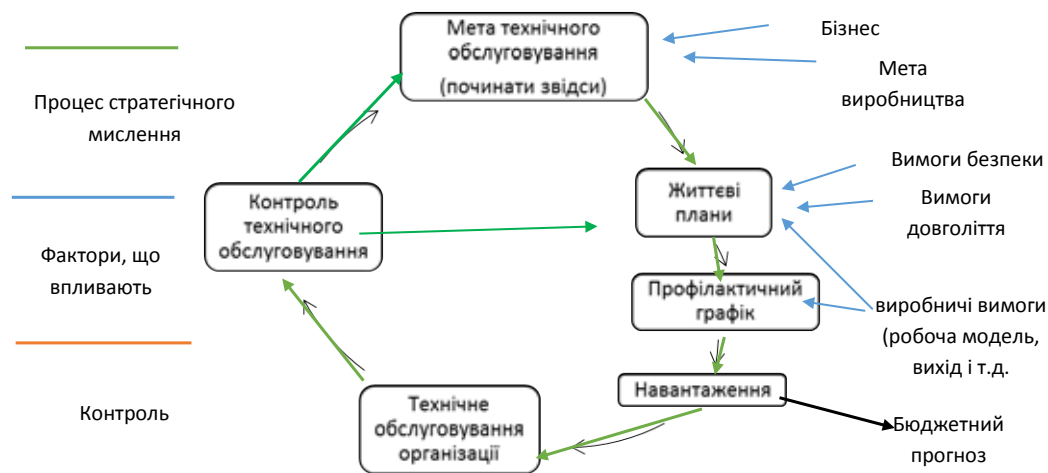 Мета технічного
обслуговування
(починати звідси)
Бізнес
Мета
виробництва
Процес стратегічного
мислення
Вимоги безпеки
Вимоги
довголіття
Життєві
плани
Контроль
технічного
обслуговування
Фактори, що
впливають
Профілактичний
графік
виробничі вимоги
(робоча модель,
вихід і т.д.
Навантаження
Контроль
Технічне
обслуговування
організації
Бюджетний
прогноз